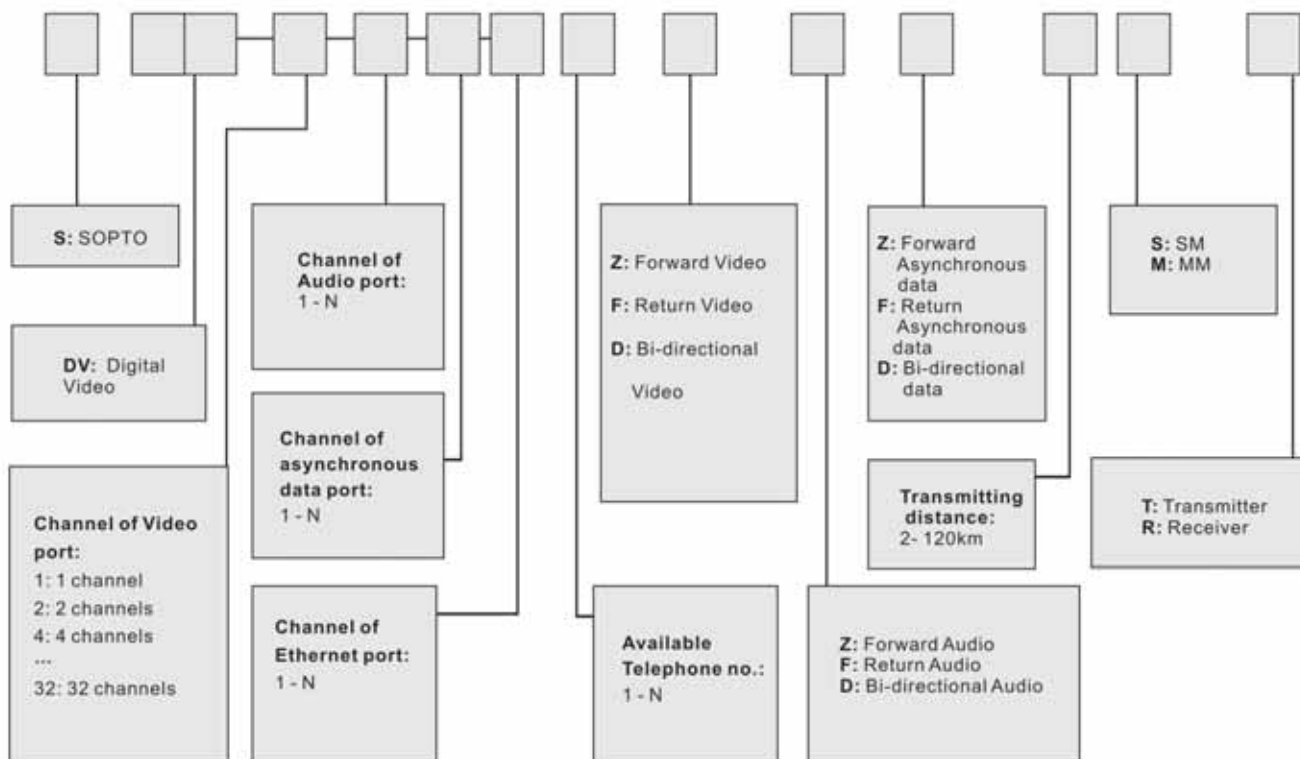 S: SOPTO
DV: Digital
Video
Channel of Video
port:
1: 1 channel
2: 2 channels
4: 4 channels
...
32: 32 channels
Channel of
Audio port:
1 - N
Channel of
asynchronous
data port:
1 - N
Channel of
Ethernet port:
1 - N
Z: Forward Video
F: Return Video
D: Bi-directional
Video
Available
Telephone no.:
1 - N
Z: Forward
Asynchronous
data
F: Return
Asynchronous
data
D: Bi-directional
data
Transmitting
distance:
2- 120km
Z: Forward Audio
F: Return Audio
D: Bi-directional Audio
S: SM
M: MM
T: Transmitter
R: Receiver